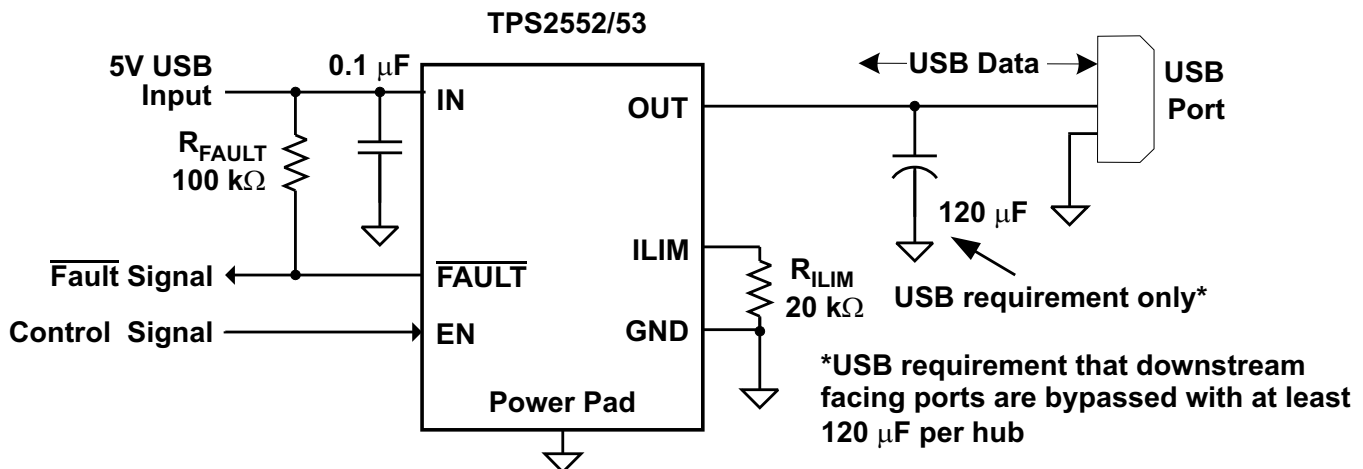 TPS2552/53
5V USB
Input
0.1 μF
IN
OUT
USB Data
USB
Port
R_FAULT
100 kΩ
120 μF
ILIM
Fault Signal
FAULT
R_ILIM
20 kΩ
USB requirement only*
Control Signal
EN
GND
*USB requirement that downstream
facing ports are bypassed with at least
120 μF per hub
Power Pad